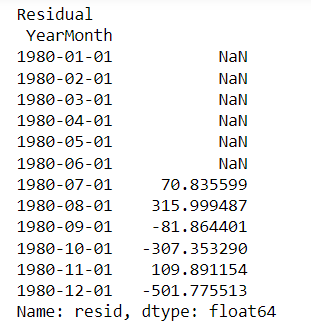 Residual
YearMonth
1980-01-01 NaN
1980-02-01 NaN
1980-03-01 NaN
1980-04-01 NaN
1980-05-01 NaN
1980-06-01 NaN
1980-07-01 70.835599
1980-08-01 315.999487
1980-09-01 -81.864401
1980-10-01 -307.353290
1980-11-01 109.891154
1980-12-01 -501.775513
Name: resid, dtype: float64